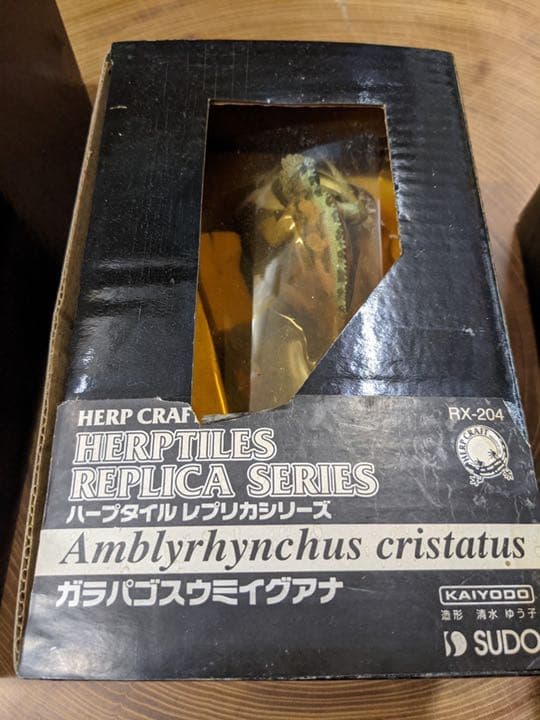 HERP CRAFT
RX-204
HERPTILES
REPLICA SERIES
HERP CRAFT
ハープタイル レプリカシリーズ
Amblyrhynchus cristatus
ガラパゴスウミイグアナ
KAIYODO
造形 清水 ゆう子
SUDO